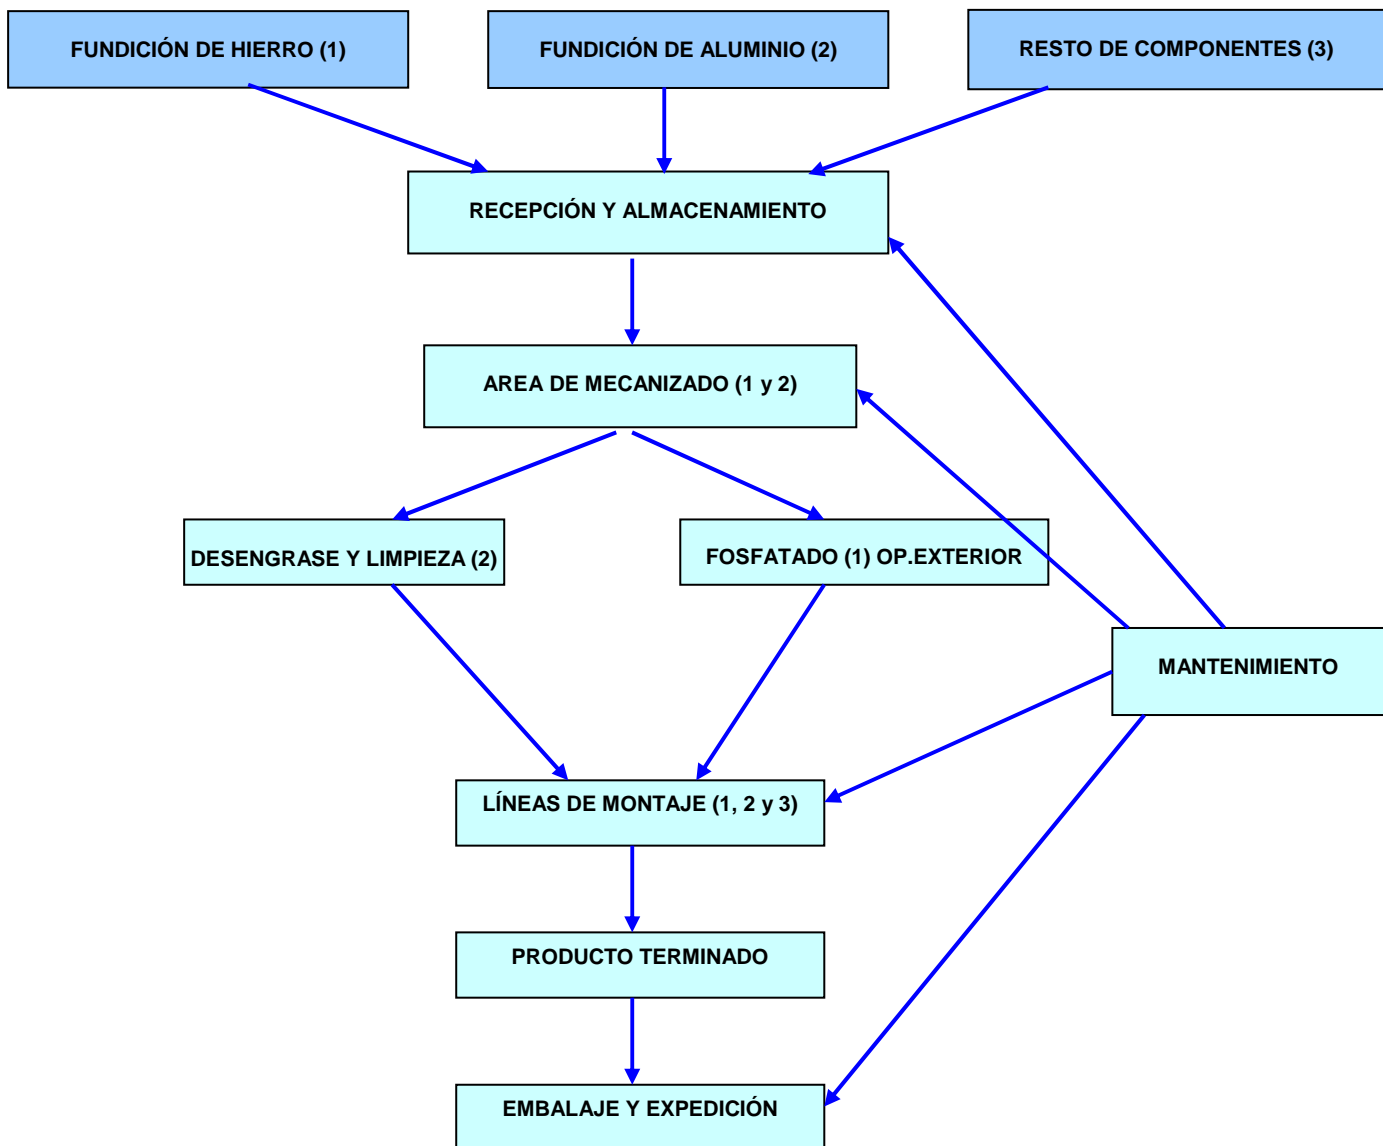 FUNDICIÓN DE HIERRO (1)
FUNDICIÓN DE ALUMINIO (2)
RESTO DE COMPONENTES (3)
RECEPCIÓN Y ALMACENAMIENTO
AREA DE MECANIZADO (1 y 2)
DESENGRASE Y LIMPIEZA (2)
FOSFATADO (1) OP.EXTERIOR
MANTENIMIENTO
LÍNEAS DE MONTAJE (1, 2 y 3)
PRODUCTO TERMINADO
EMBALAJE Y EXPEDICIÓN